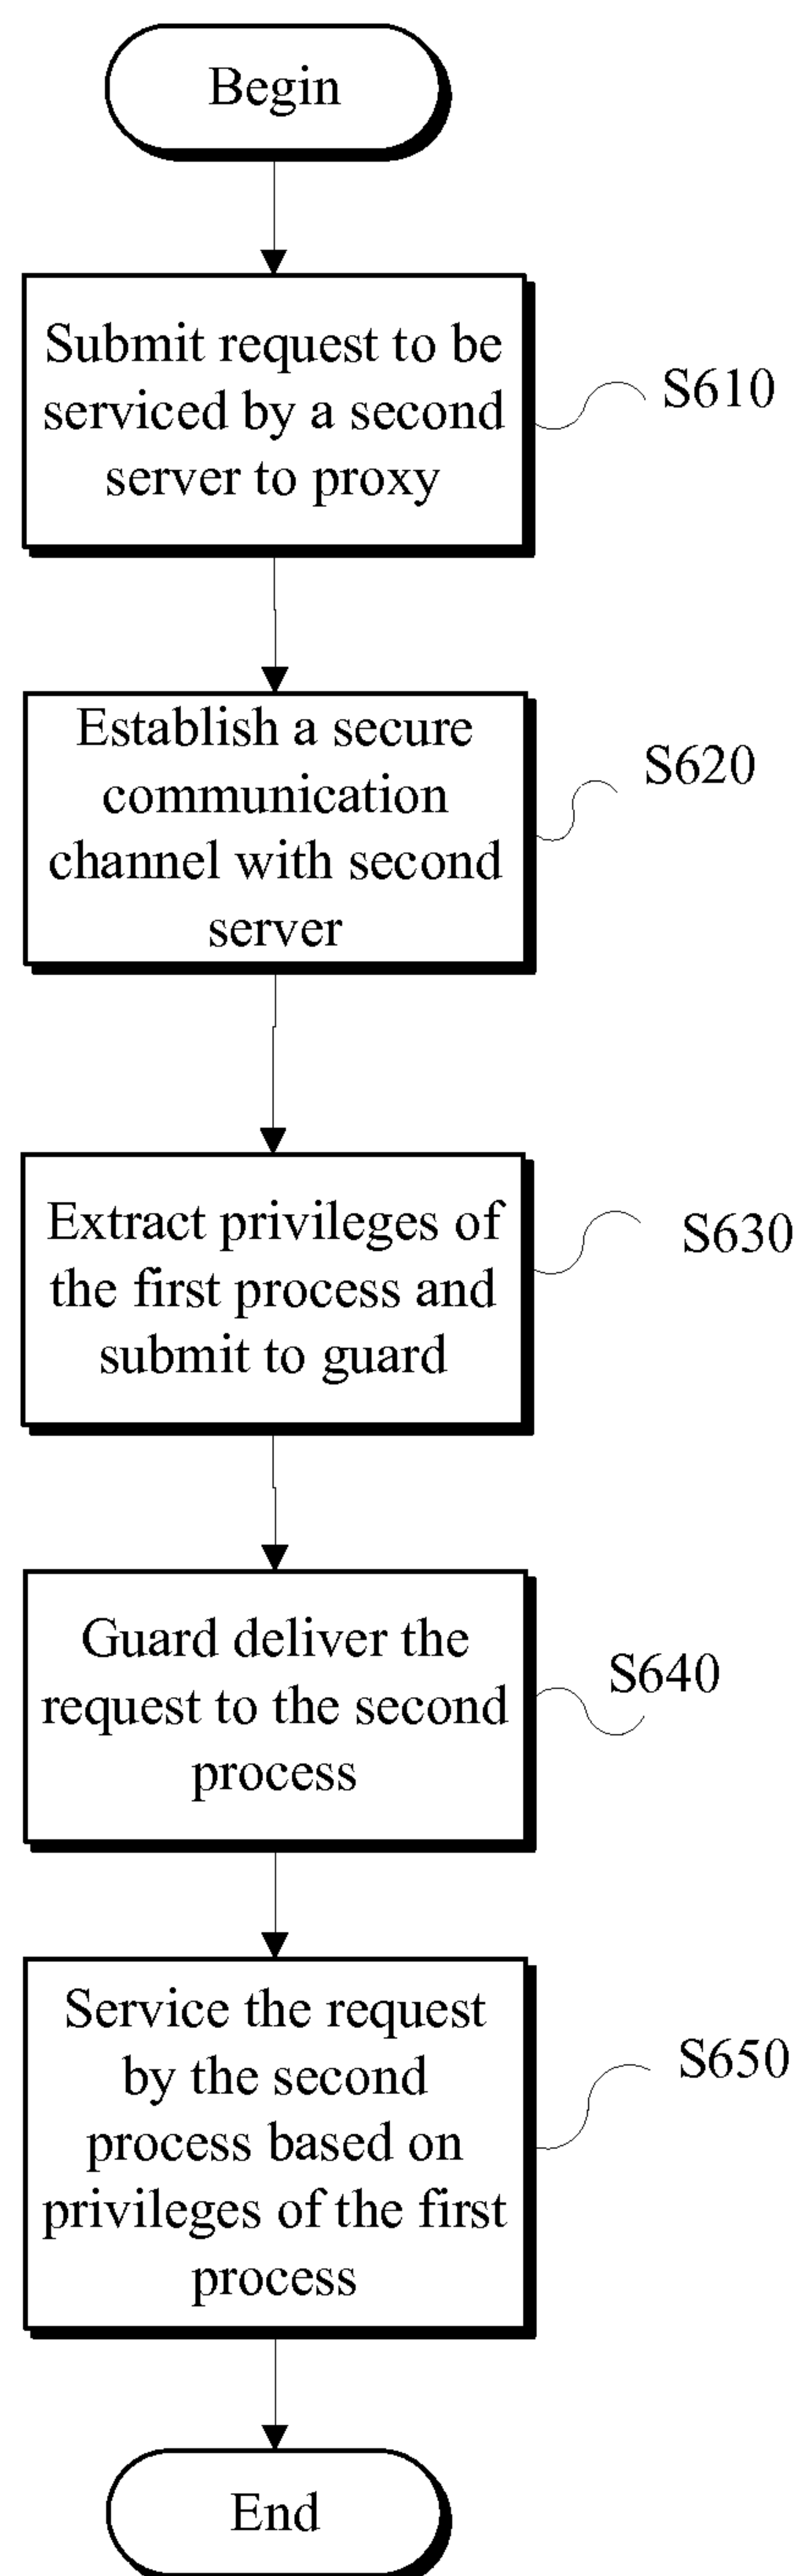 Begin
Submit request to be
serviced by a second
server to proxy
S610
Establish a secure
communication
channel with second
server
S620
Extract privileges of
the first process and
submit to guard
S630
Guard deliver the
request to the second
process
S640
Service the request
by the second
process based on
privileges of the first
process
S650
End